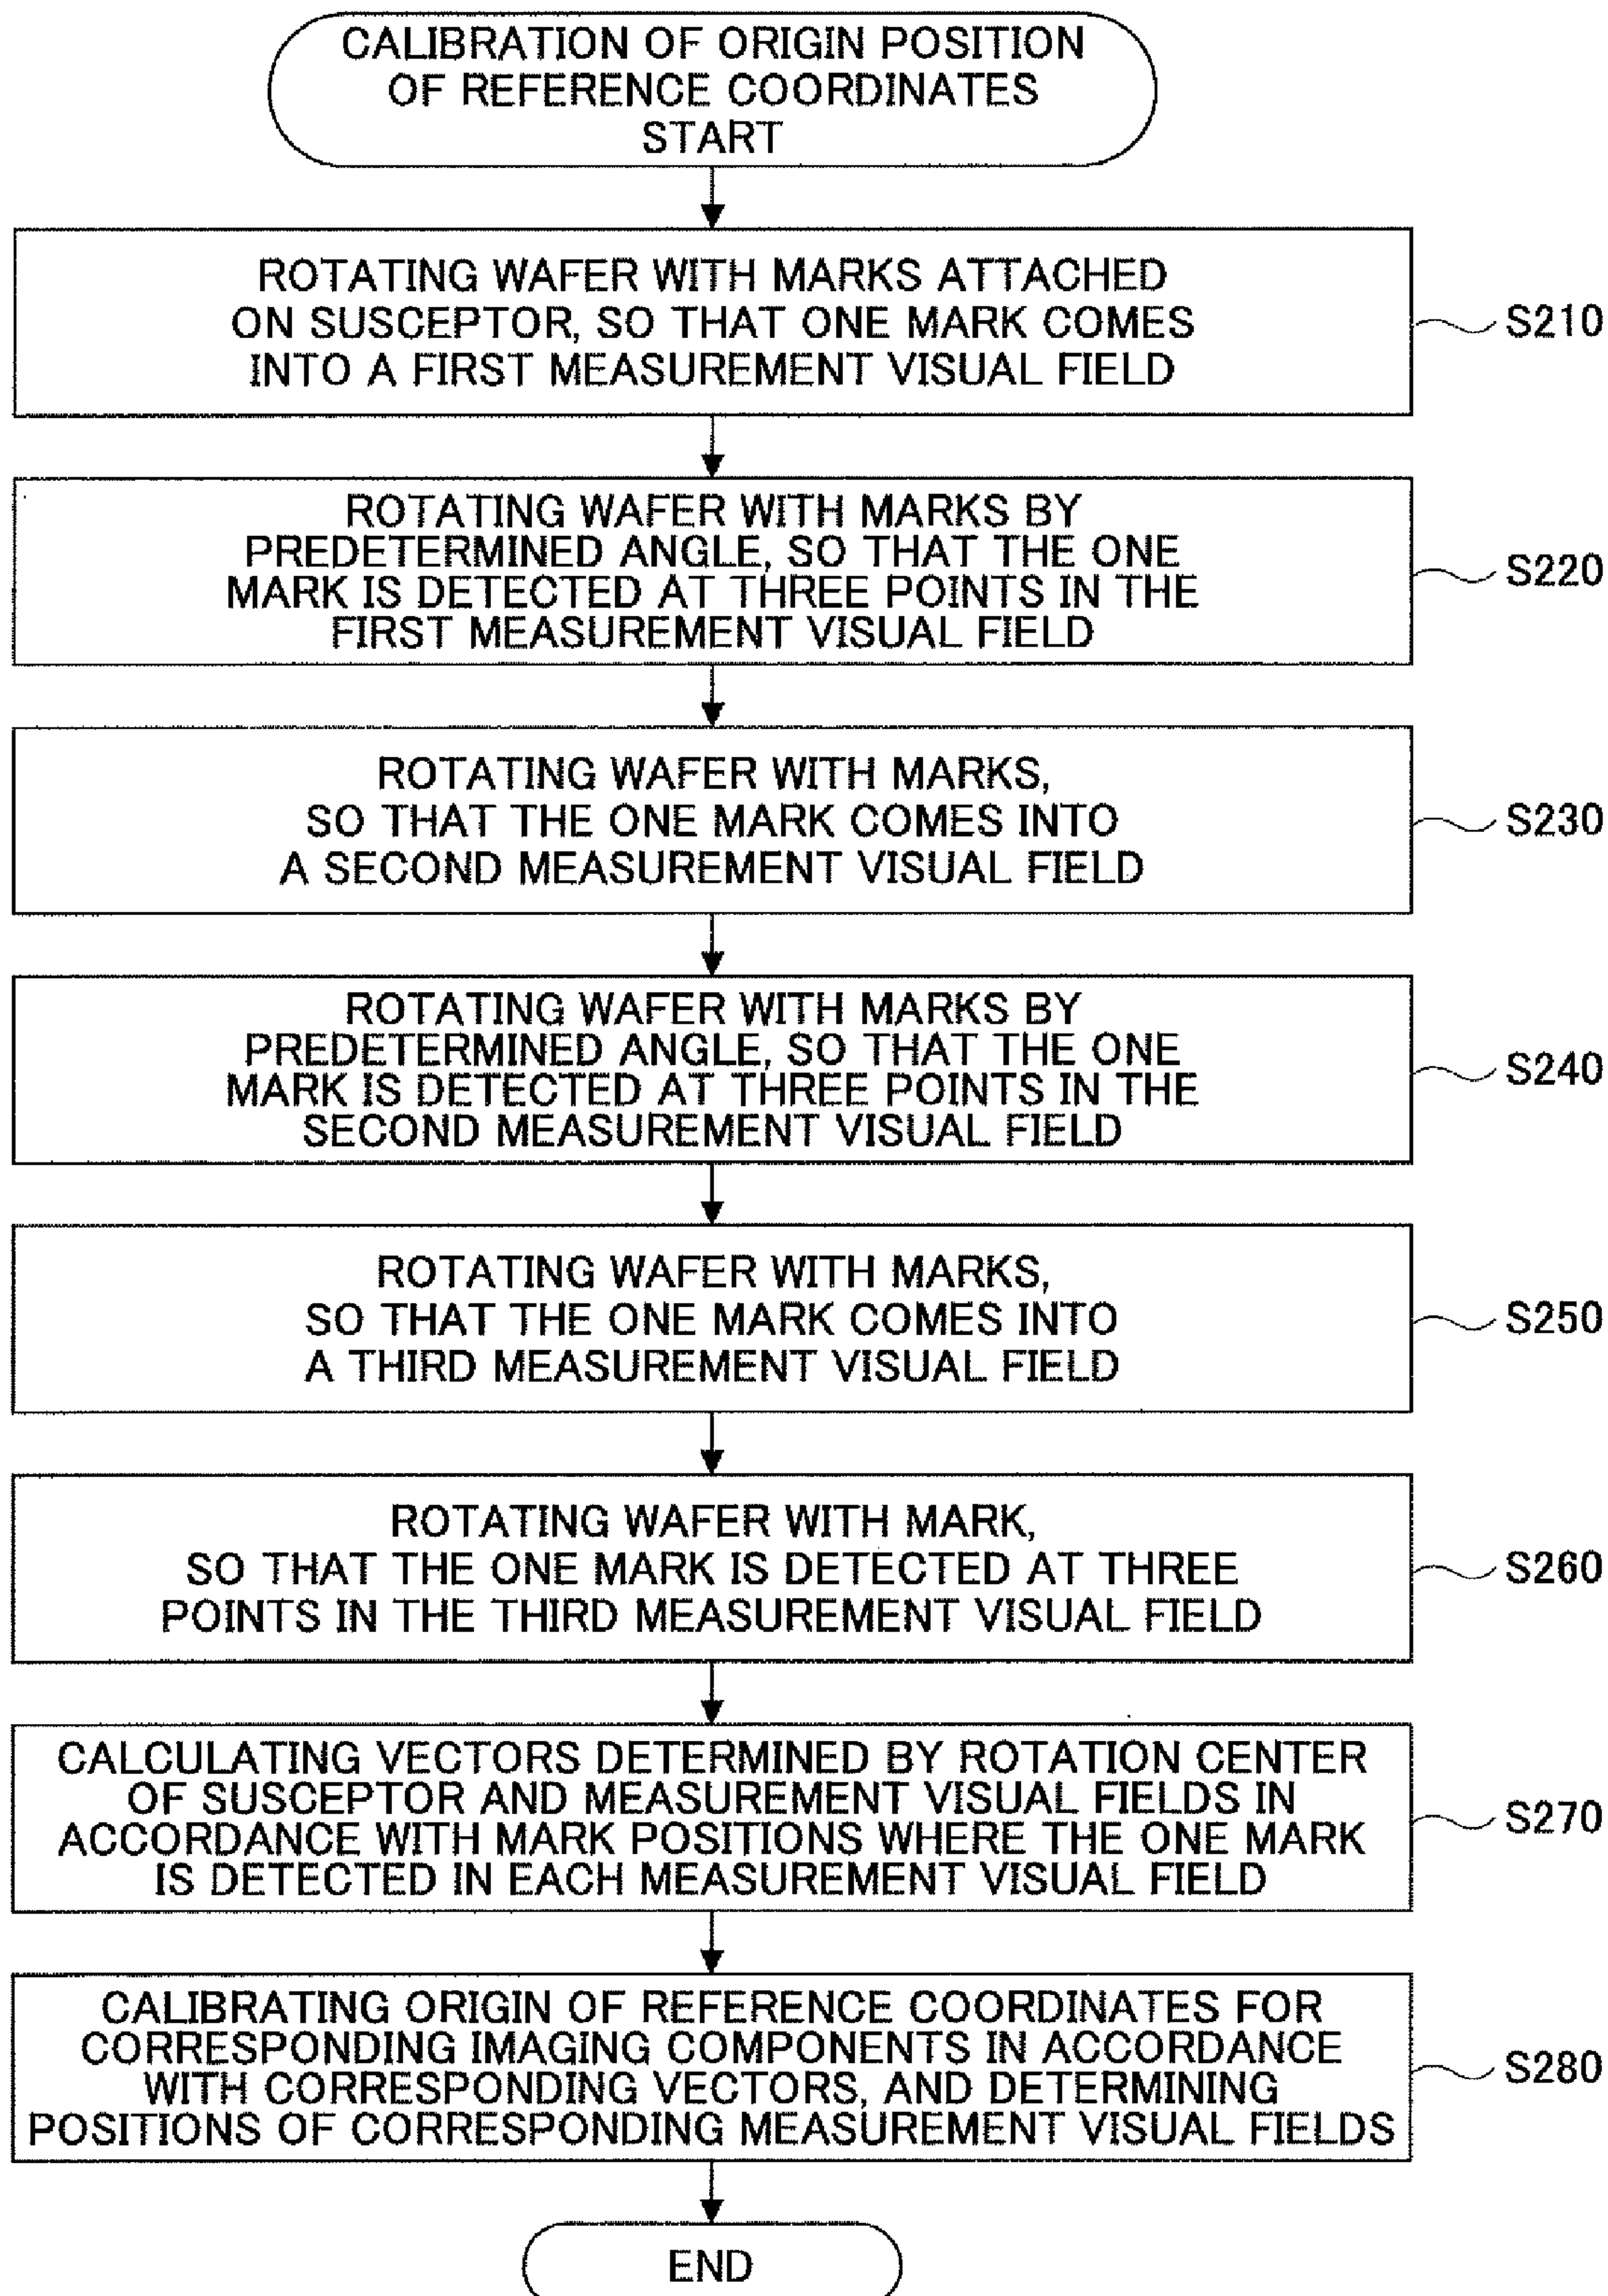 CALIBRATION OF ORIGIN POSITION
OF REFERENCE COORDINATES
START
ROTATING WAFER WITH MARKS ATTACHED
ON SUSCEPTOR, SO THAT ONE MARK COMES
INTO A FIRST MEASUREMENT VISUAL FIELD
S210
ROTATING WAFER WITH MARKS BY
PREDETERMINED ANGLE, SO THAT THE ONE
MARK IS DETECTED AT THREE POINTS IN THE
FIRST MEASUREMENT VISUAL FIELD
S220
ROTATING WAFER WITH MARKS,
SO THAT THE ONE MARK COMES INTO
A SECOND MEASUREMENT VISUAL FIELD
S230
ROTATING WAFER WITH MARKS BY
PREDETERMINED ANGLE, SO THAT THE ONE
MARK IS DETECTED AT THREE POINTS IN THE
SECOND MEASUREMENT VISUAL FIELD
S240
ROTATING WAFER WITH MARKS,
SO THAT THE ONE MARK COMES INTO
A THIRD MEASUREMENT VISUAL FIELD
S250
ROTATING WAFER WITH MARK,
SO THAT THE ONE MARK IS DETECTED AT THREE
POINTS IN THE THIRD MEASUREMENT VISUAL FIELD
S260
CALCULATING VECTORS DETERMINED BY ROTATION CENTER
OF SUSCEPTOR AND MEASUREMENT VISUAL FIELDS IN
ACCORDANCE WITH MARK POSITIONS WHERE THE ONE MARK
IS DETECTED IN EACH MEASUREMENT VISUAL FIELD
S270
CALIBRATING ORIGIN OF REFERENCE COORDINATES FOR
CORRESPONDING IMAGING COMPONENTS IN ACCORDANCE
WITH CORRESPONDING VECTORS, AND DETERMINING
POSITIONS OF CORRESPONDING MEASUREMENT VISUAL FIELDS
S280
END